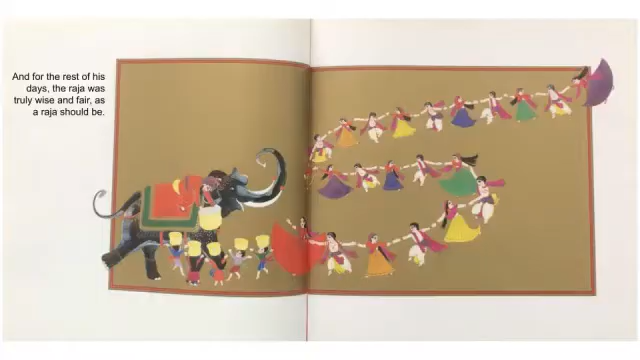 And for the rest of his
days, the raja was
truly wise and fair, as
a raja should be.